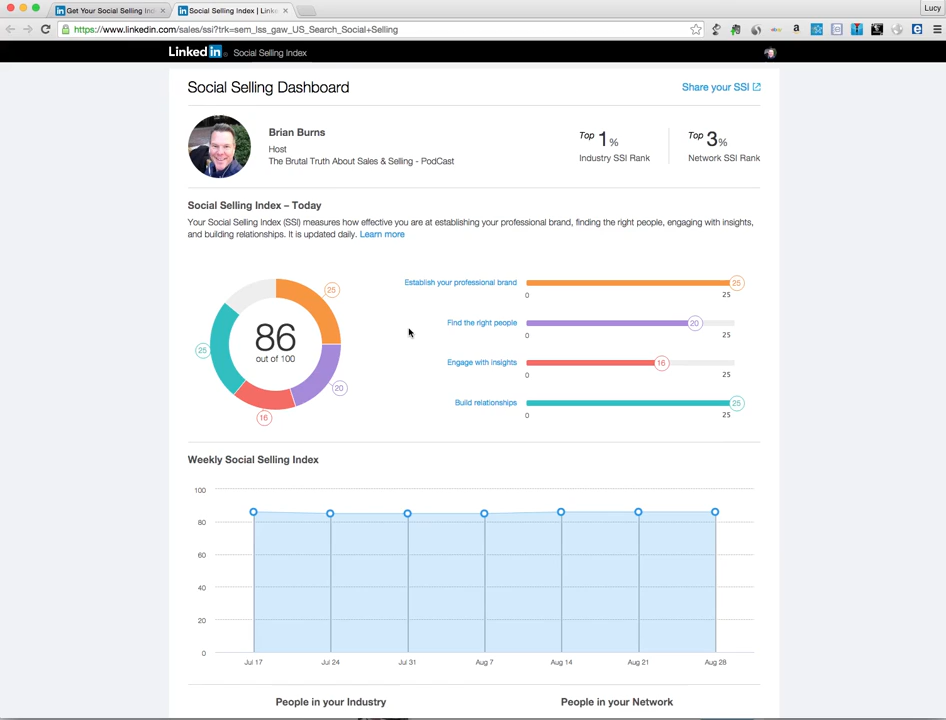 Get Your Social Selling Ind
Social Selling Index | Linke
Lucy
https://www.linkedin.com/sales/ssi?trk=sem_lss_gaw_US_Search_Social+Selling
Linked in Social Selling Index
Social Selling Dashboard
Share your SSI
Brian Burns
Host
The Brutal Truth About Sales & Selling - PodCast
Top 1%
Industry SSI Rank
Top 3%
Network SSI Rank
Social Selling Index – Today
Your Social Selling Index (SSI) measures how effective you are at establishing your professional brand, finding the right people, engaging with insights,
and building relationships. It is updated daily. Learn more
25
20
16
25
86
out of 100
Establish your professional brand
25
0
25
Find the right people
20
0
25
Engage with insights
16
0
25
Build relationships
25
0
25
Weekly Social Selling Index
100
80
60
40
20
0
Jul 17
Jul 24
Jul 31
Aug 7
Aug 14
Aug 21
Aug 28
People in your Industry
People in your Network